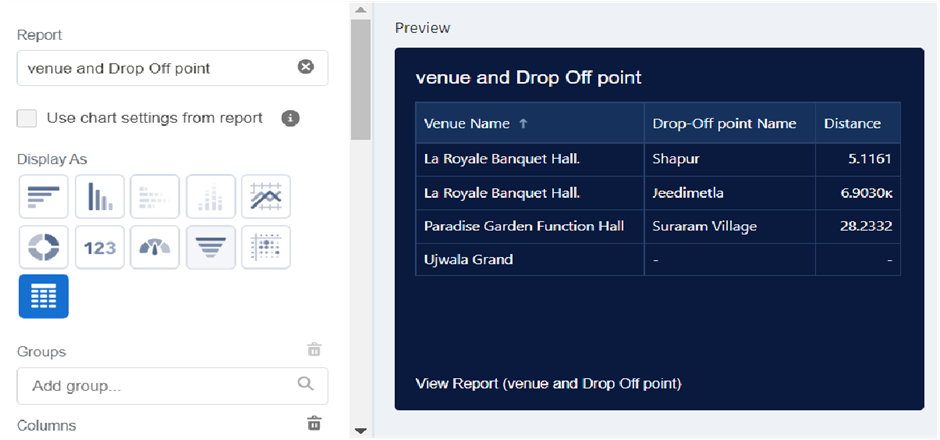 Report
venue and Drop Off point
Use chart settings from report
Display As
123
Groups
Add group...
Columns
Preview
venue and Drop Off point
Venue Name ↑ Drop-Off point Name Distance
La Royale Banquet Hall. Shapur 5.1161
La Royale Banquet Hall. Jeedimetla 6.9030K
Paradise Garden Function Hall Suraram Village 28.2332
Ujwala Grand - -
View Report (venue and Drop Off point)